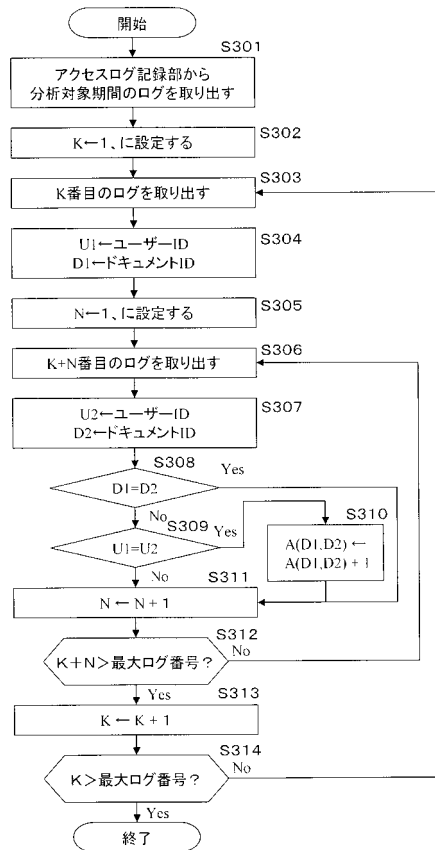 開始
S301
アクセスログ記録部から
分析対象期間のログを取り出す
S302
K←1、に設定する
S303
K番目のログを取り出す
S304
U1←ユーザーID
D1←ドキュメントID
S305
N←1、に設定する
S306
K+N番目のログを取り出す
S307
U2←ユーザーID
D2←ドキュメントID
S308
D1=D2
Yes
No
S309
U1=U2
Yes
No
S310
A(D1,D2) ←
A(D1,D2) + 1
S311
N ← N + 1
S312
K+N>最大ログ番号?
No
Yes
S313
K ← K + 1
S314
K>最大ログ番号?
No
Yes
終了